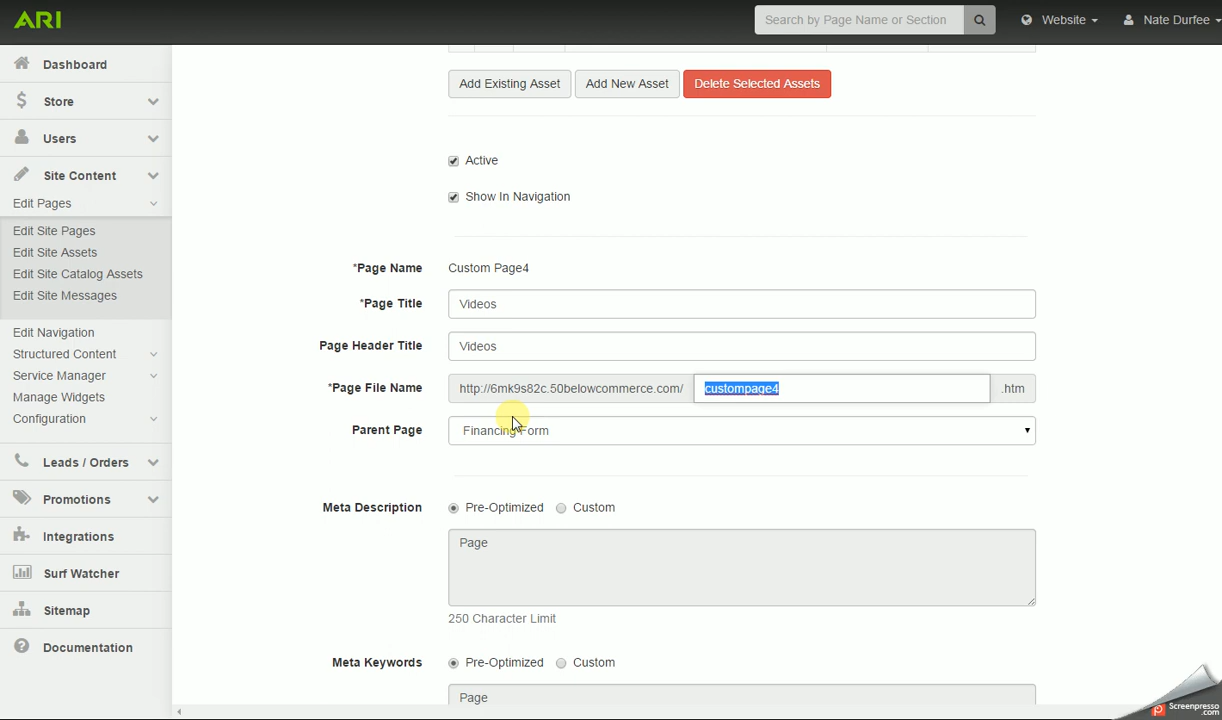 ARI
Search by Page Name or Section
Website
Nate Durfee
Dashboard
Store
Users
Site Content
Edit Pages
Edit Site Pages
Edit Site Assets
Edit Site Catalog Assets
Edit Site Messages
Edit Navigation
Structured Content
Service Manager
Manage Widgets
Configuration
Leads / Orders
Promotions
Integrations
Surf Watcher
Sitemap
Documentation
Add Existing Asset
Add New Asset
Delete Selected Assets
Active
Show In Navigation
*Page Name
Custom Page4
*Page Title
Videos
Page Header Title
Videos
*Page File Name
http://6mk9s82c.50belowcommerce.com/
custompage4
.htm
Parent Page
Financing Form
Meta Description
Pre-Optimized
Custom
Page
250 Character Limit
Meta Keywords
Pre-Optimized
Custom
Page
Screenpresso
.com